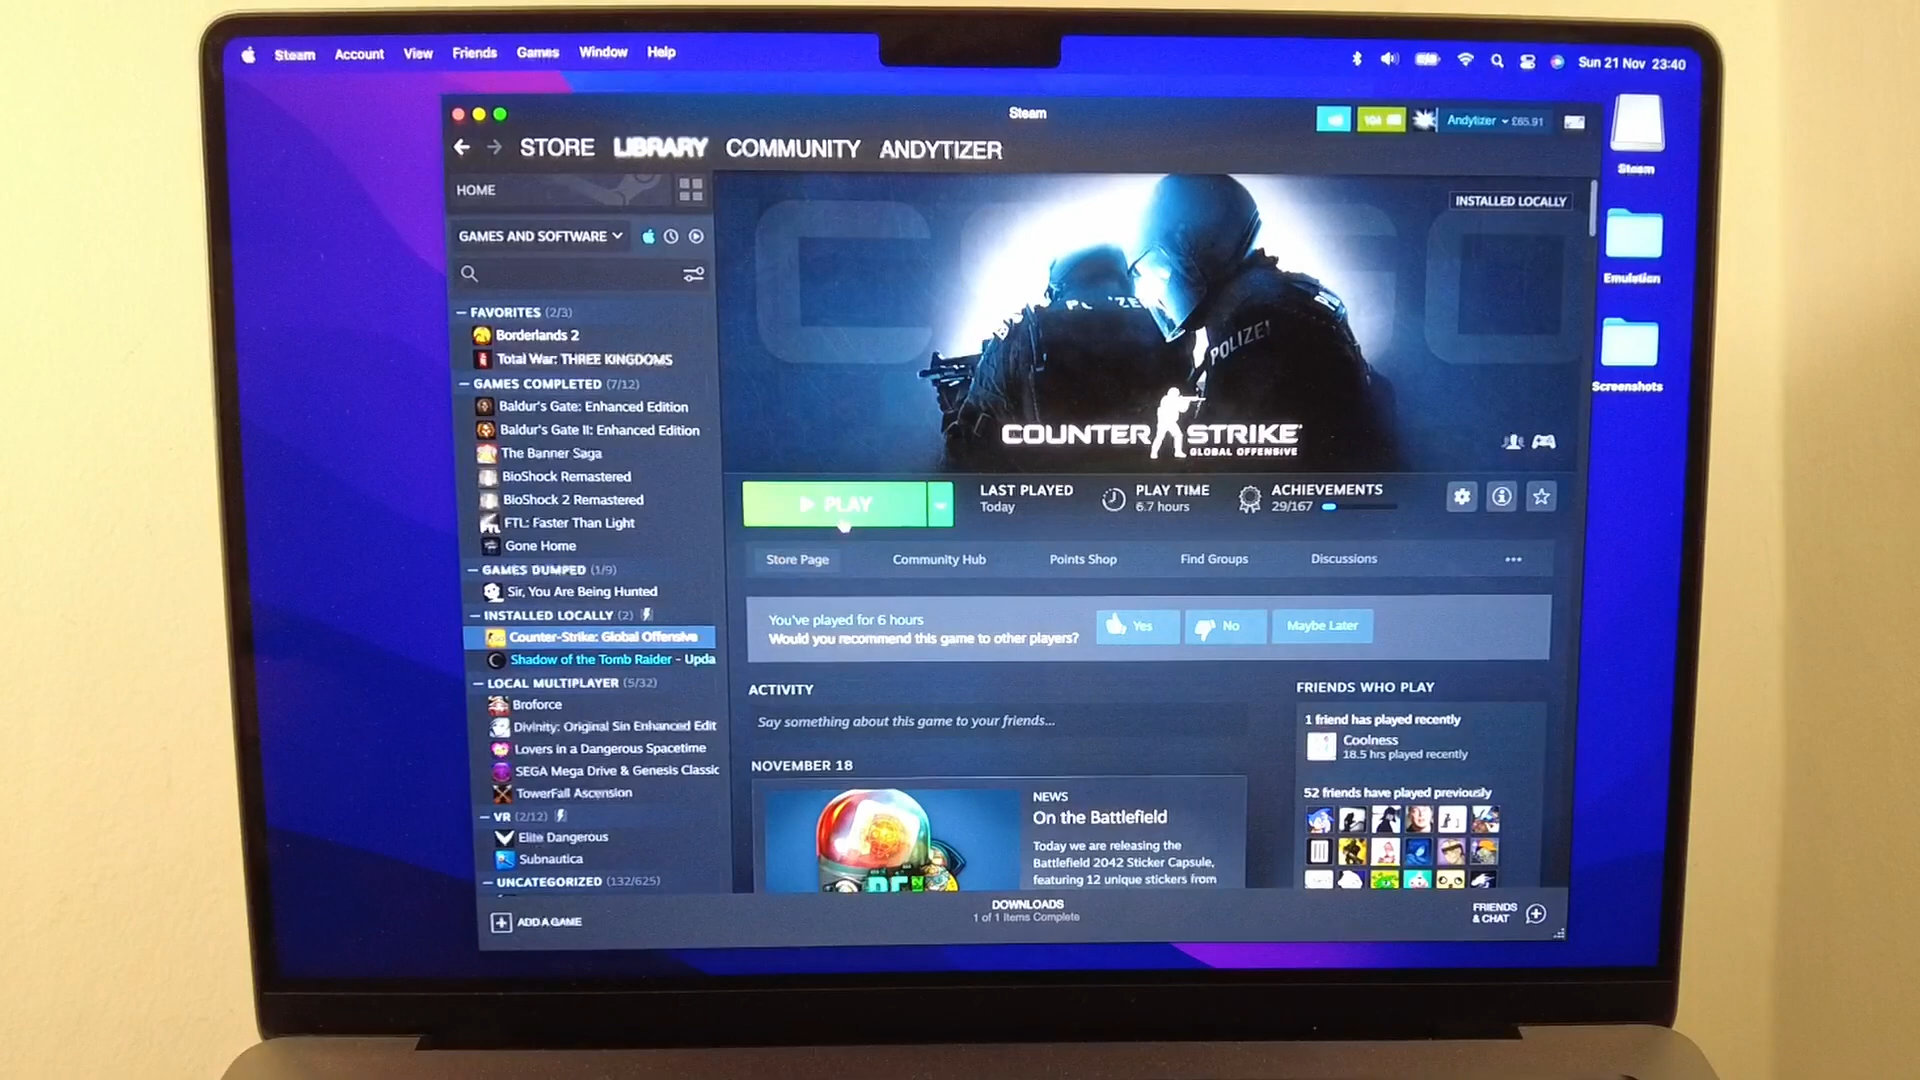 Steam Account View Friends Games Window Help
Sun 21 Nov 23:40
Steam
104
Andytizer £65.91
STORE LIBRARY COMMUNITY ANDYTIZER
HOME
GAMES AND SOFTWARE
FAVORITES (2/3)
Borderlands 2
Total War: THREE KINGDOMS
GAMES COMPLETED (7/12)
Baldur's Gate: Enhanced Edition
Baldur's Gate II: Enhanced Edition
The Banner Saga
BioShock Remastered
BioShock 2 Remastered
FTL: Faster Than Light
Gone Home
GAMES DUMPED (1/9)
Sir, You Are Being Hunted
INSTALLED LOCALLY (2)
Counter-Strike: Global Offensive
Shadow of the Tomb Raider - Upda
LOCAL MULTIPLAYER (5/32)
Broforce
Divinity: Original Sin Enhanced Edit
Lovers in a Dangerous Spacetime
SEGA Mega Drive & Genesis Classic
TowerFall Ascension
VR (2/12)
Elite Dangerous
Subnautica
UNCATEGORIZED (132/625)
ADD A GAME
INSTALLED LOCALLY
POLIZEI
COUNTER STRIKE
GLOBAL OFFENSIVE
PLAY
LAST PLAYED
Today
PLAY TIME
6.7 hours
ACHIEVEMENTS
29/167
Store Page Community Hub Points Shop Find Groups Discussions
You've played for 6 hours
Would you recommend this game to other players?
Yes No Maybe Later
ACTIVITY
Say something about this game to your friends...
NOVEMBER 18
NEWS
On the Battlefield
Today we are releasing the
Battlefield 2042 Sticker Capsule,
featuring 12 unique stickers from
FRIENDS WHO PLAY
1 friend has played recently
Coolness
18.5 hrs played recently
52 friends have played previously
DOWNLOADS
1 of 1 Items Complete
FRIENDS
& CHAT
Steam
Emulation
Screenshots